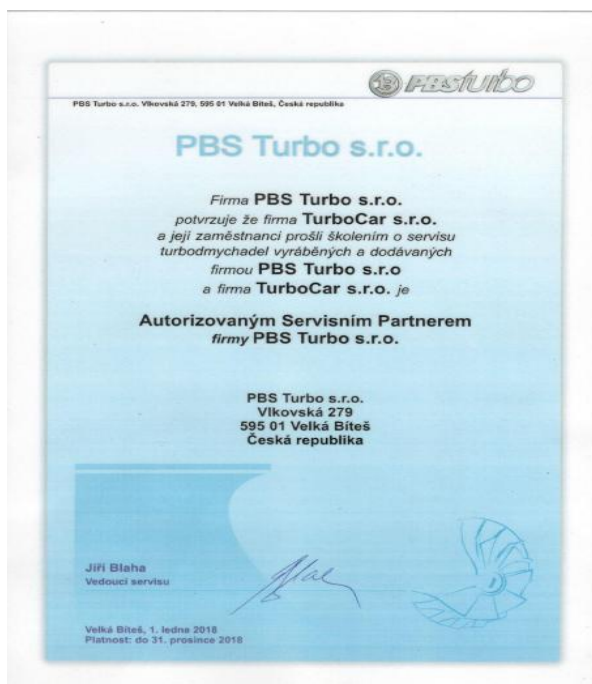 PBSturbo
PBS Turbo s.r.o. Vlkovská 279, 595 01 Velká Bíteš, Česká republika
PBS Turbo s.r.o.
Firma PBS Turbo s.r.o.
potvrzuje že firma TurboCar s.r.o.
a její zaměstnanci prošli školením o servisu
turbodmychadel vyráběných a dodávaných
firmou PBS Turbo s.r.o
a firma TurboCar s.r.o. je
Autorizovaným Servisním Partnerem
firmy PBS Turbo s.r.o.
PBS Turbo s.r.o.
Vlkovská 279
595 01 Velká Bíteš
Česká republika
Jiří Blaha
Vedoucí servisu
Velká Bíteš, 1. ledna 2018
Platnost: do 31. prosince 2018